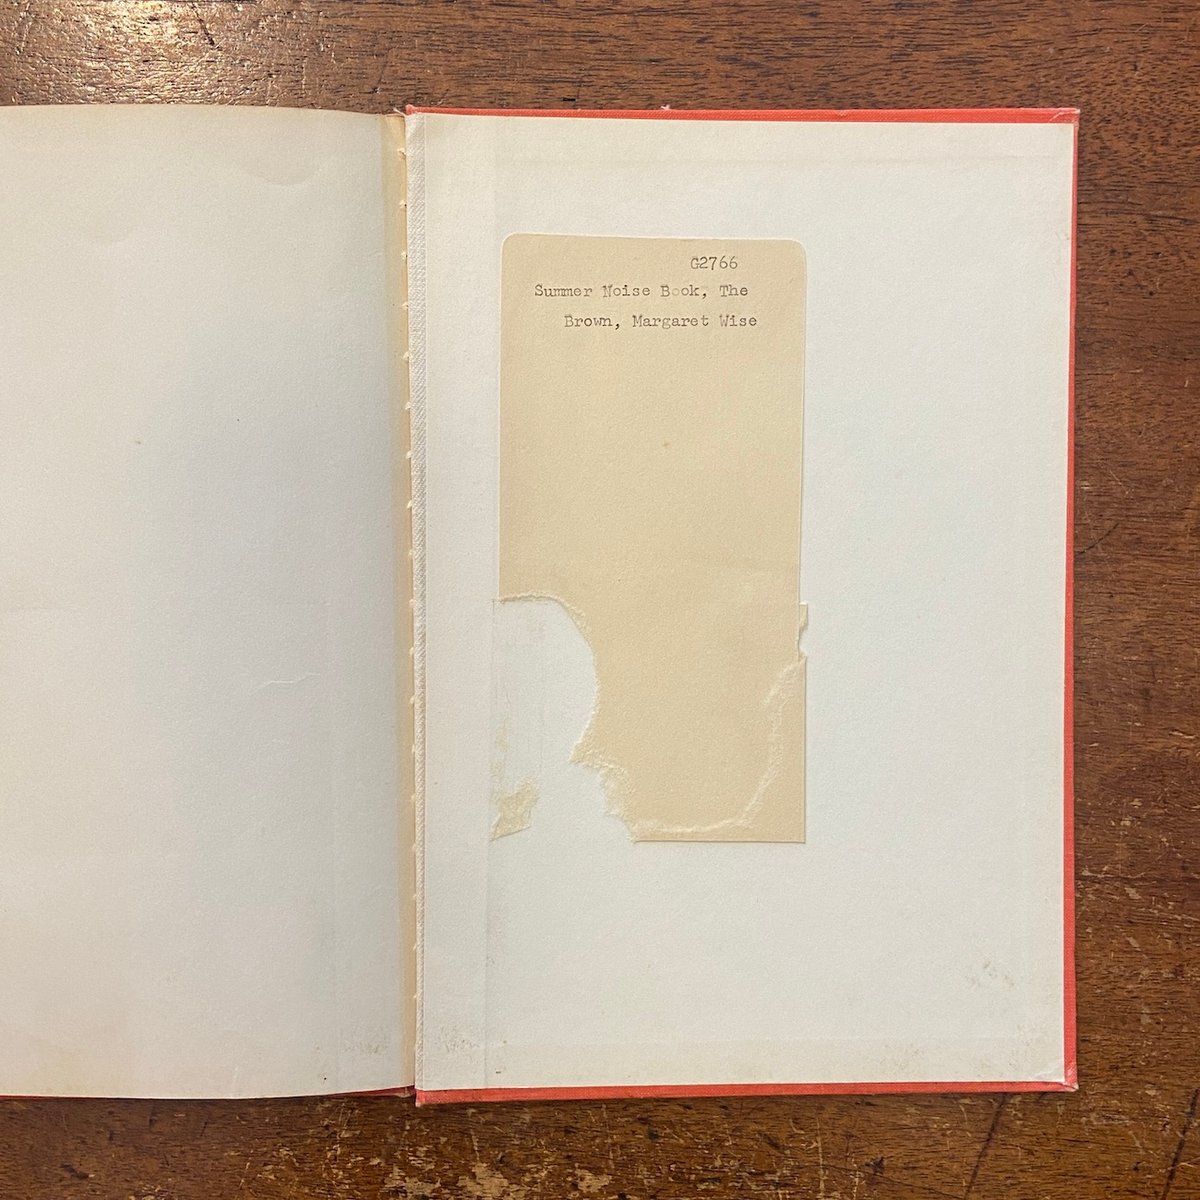 G2766
Summer Noise Book, The
Brown, Margaret Wise